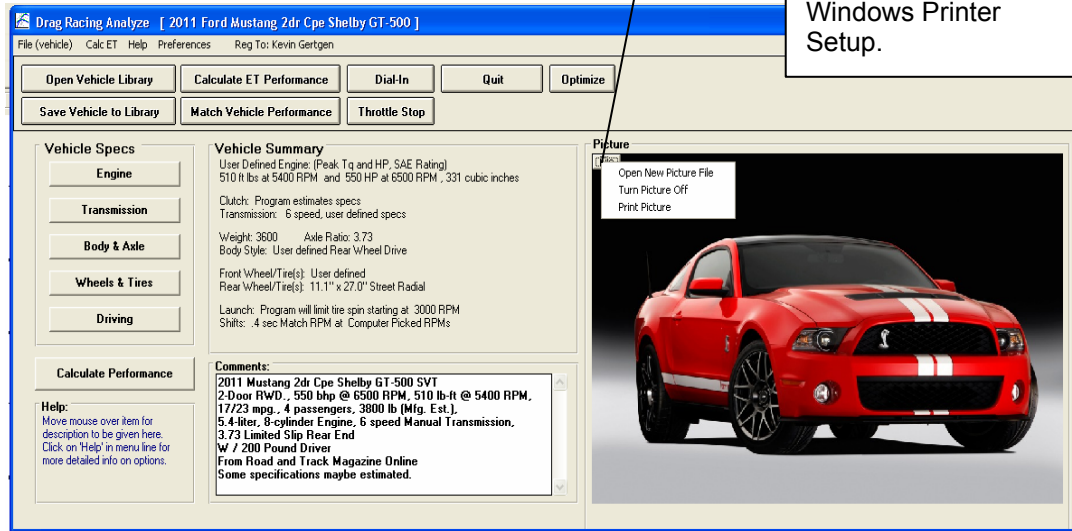 Windows Printer
Setup.
Drag Racing Analyze [ 2011 Ford Mustang 2dr Cpe Shelby GT-500 ]
File (vehicle) Calc ET Help Preferences Reg To: Kevin Gertgen
Open Vehicle Library Calculate ET Performance Dial-In Quit Optimize
Save Vehicle to Library Match Vehicle Performance Throttle Stop
Vehicle Specs
Engine
Transmission
Body & Axle
Wheels & Tires
Driving
Calculate Performance
Help:
Move mouse over item for
description to be given here.
Click on 'Help' in menu line for
more detailed info on options.
Vehicle Summary
User Defined Engine: (Peak Tq and HP, SAE Rating)
510 ft lbs at 5400 RPM and 550 HP at 6500 RPM , 331 cubic inches
Clutch: Program estimates specs
Transmission: 6 speed, user defined specs
Weight: 3600 Axle Ratio: 3.73
Body Style: User defined Rear Wheel Drive
Front Wheel/Tire(s): User defined
Rear Wheel/Tire(s): 11.1" x 27.0" Street Radial
Launch: Program will limit tire spin starting at 3000 RPM
Shifts: .4 sec Match RPM at Computer Picked RPMs
Comments:
2011 Mustang 2dr Cpe Shelby GT-500 SVT
2-Door RWD., 550 bhp @ 6500 RPM, 510 lb-ft @ 5400 RPM,
17/23 mpg., 4 passengers, 3800 lb (Mfg. Est.),
5.4-liter, 8-cylinder Engine, 6 speed Manual Transmission,
3.73 Limited Slip Rear End
W / 200 Pound Driver
From Road and Track Magazine Online
Some specifications maybe estimated.
Picture
Open New Picture File
Turn Picture Off
Print Picture